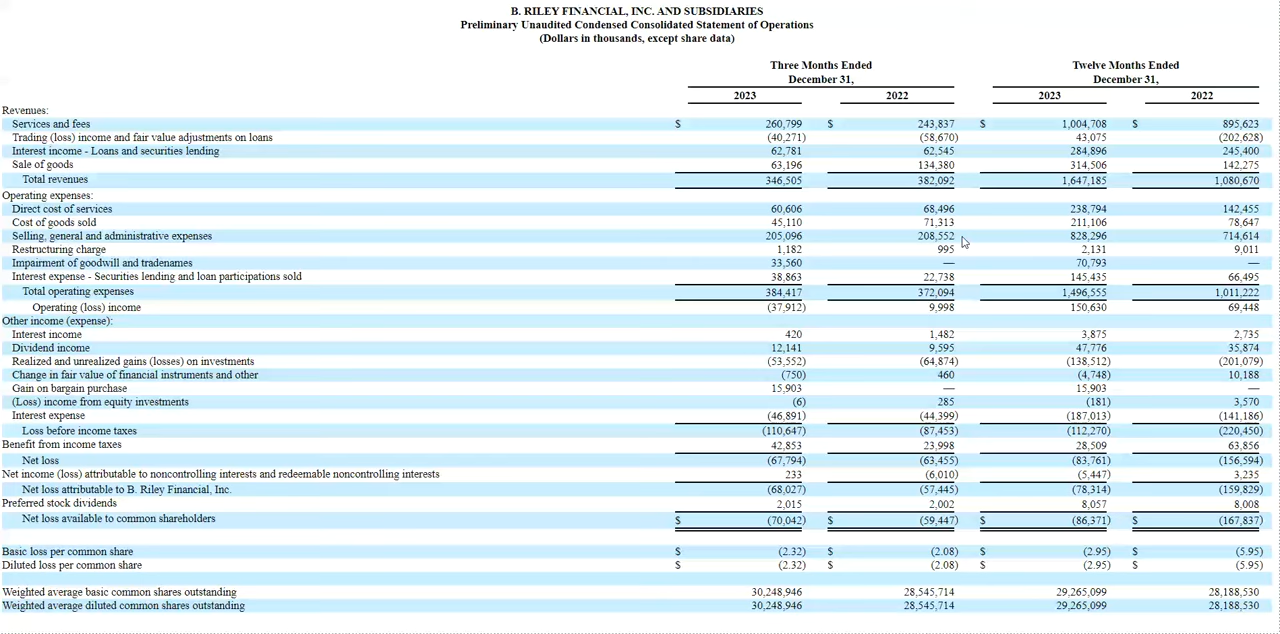 B. RILEY FINANCIAL, INC. AND SUBSIDIARIES
Preliminary Unaudited Condensed Consolidated Statement of Operations
(Dollars in thousands, except share data)
Three Months Ended Twelve Months Ended
December 31, December 31,
2023 2022 2023 2022
Revenues:
Services and fees $ 260,799 $ 243,837 $ 1,004,708 $ 895,623
Trading (loss) income and fair value adjustments on loans (40,271) (58,670) 43,075 (202,628)
Interest income - Loans and securities lending 62,781 62,545 284,896 245,400
Sale of goods 63,196 134,380 314,506 142,275
Total revenues 346,505 382,092 1,647,185 1,080,670
Operating expenses:
Direct cost of services 60,606 68,496 238,794 142,455
Cost of goods sold 45,110 71,313 211,106 78,647
Selling, general and administrative expenses 205,096 208,552 828,296 714,614
Restructuring charge 1,182 995 2,131 9,011
Impairment of goodwill and tradenames 33,560 — 70,793 —
Interest expense - Securities lending and loan participations sold 38,863 22,738 145,435 66,495
Total operating expenses 384,417 372,094 1,496,555 1,011,222
Operating (loss) income (37,912) 9,998 150,630 69,448
Other income (expense):
Interest income 420 1,482 3,875 2,735
Dividend income 12,141 9,595 47,776 35,874
Realized and unrealized gains (losses) on investments (53,552) (64,874) (138,512) (201,079)
Change in fair value of financial instruments and other (750) 460 (4,748) 10,188
Gain on bargain purchase 15,903 — 15,903 —
(Loss) income from equity investments (6) 285 (181) 3,570
Interest expense (46,891) (44,399) (187,013) (141,186)
Loss before income taxes (110,647) (87,453) (112,270) (220,450)
Benefit from income taxes 42,853 23,998 28,509 63,856
Net loss (67,794) (63,455) (83,761) (156,594)
Net income (loss) attributable to noncontrolling interests and redeemable noncontrolling interests 233 (6,010) (5,447) 3,235
Net loss attributable to B. Riley Financial, Inc. (68,027) (57,445) (78,314) (159,829)
Preferred stock dividends 2,015 2,002 8,057 8,008
Net loss available to common shareholders $ (70,042) $ (59,447) $ (86,371) $ (167,837)
Basic loss per common share $ (2.32) $ (2.08) $ (2.95) $ (5.95)
Diluted loss per common share $ (2.32) $ (2.08) $ (2.95) $ (5.95)
Weighted average basic common shares outstanding 30,248,946 28,545,714 29,265,099 28,188,530
Weighted average diluted common shares outstanding 30,248,946 28,545,714 29,265,099 28,188,530